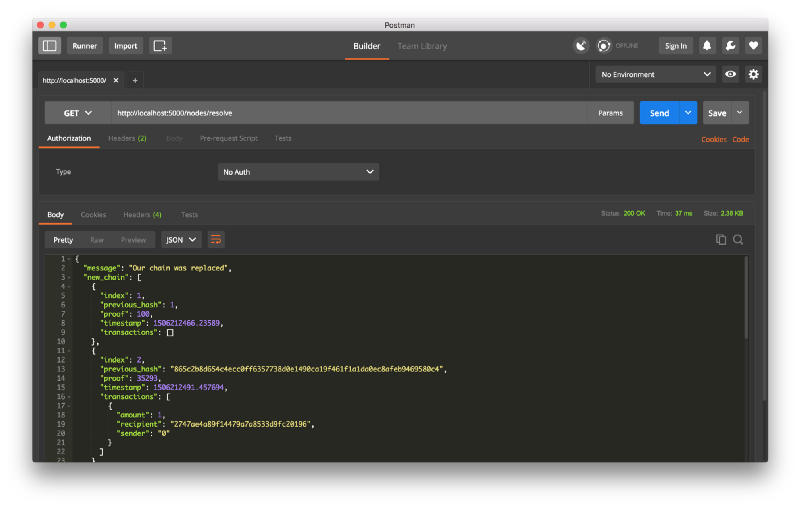 Postman
Runner Import Builder Team Library OFFLINE Sign In
http://localhost:5000/ × + No Environment
GET http://localhost:5000/nodes/resolve Params Send Save
Authorization Headers (2) Body Pre-request Script Tests Cookies Code
Type No Auth
Body Cookies Headers (4) Tests Status: 200 OK Time: 37 ms Size: 2.38 KB
Pretty Raw Preview JSON
1 {
2 "message": "Our chain was replaced",
3 "new_chain": [
4 {
5 "index": 1,
6 "previous_hash": 1,
7 "proof": 100,
8 "timestamp": 1506212466.23589,
9 "transactions": []
10 },
11 {
12 "index": 2,
13 "previous_hash": "865c2b8d654c4ecc0ff6357738d0e1490ca19f461f1a1da0ec8afeb9469580c4",
14 "proof": 35293,
15 "timestamp": 1506212491.457694,
16 "transactions": [
17 {
18 "amount": 1,
19 "recipient": "2747ae4a89f14479a7a8533d9fc20196",
20 "sender": "0"
21 }
22 ]
23 }